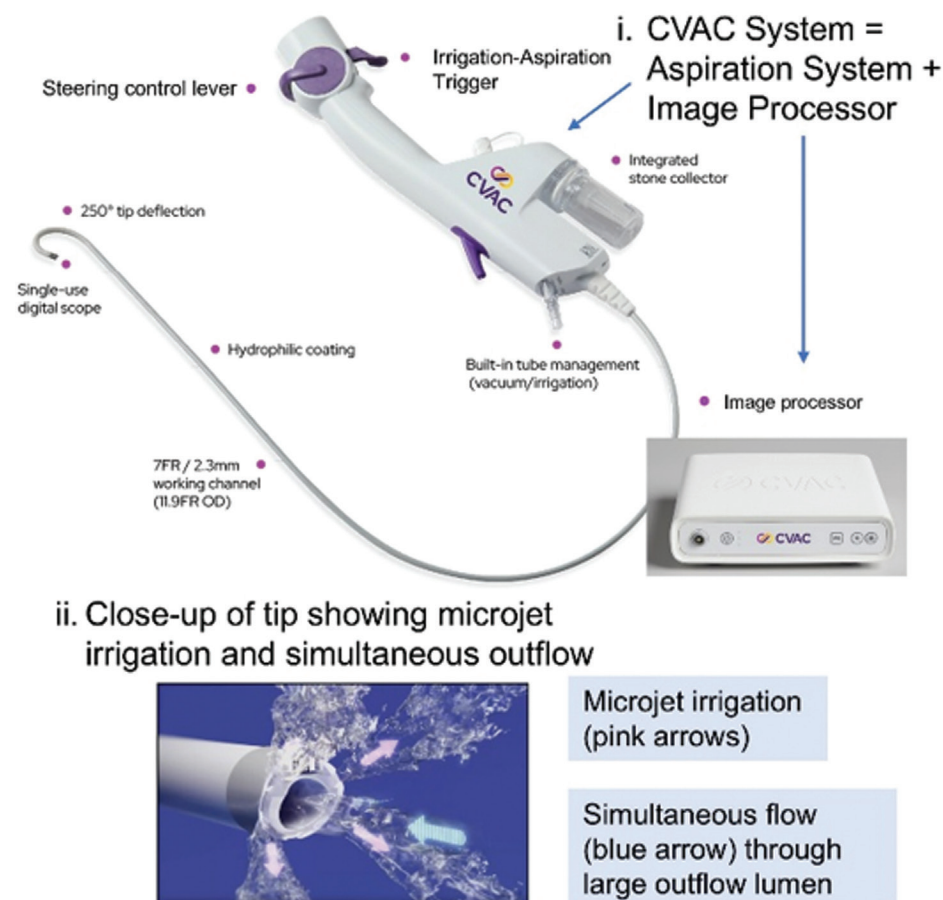 i. CVAC System =
Aspiration System +
Image Processor
Irrigation-Aspiration
Trigger
Steering control lever
Integrated
stone collector
CVAC
250° tip deflection
Single-use
digital scope
Hydrophilic coating
Built-in tube management
(vacuum/irrigation)
Image processor
7FR / 2.3mm
working channel
(11.9FR OD)
CVAC
CVAC
ii. Close-up of tip showing microjet
irrigation and simultaneous outflow
Microjet irrigation
(pink arrows)
Simultaneous flow
(blue arrow) through
large outflow lumen